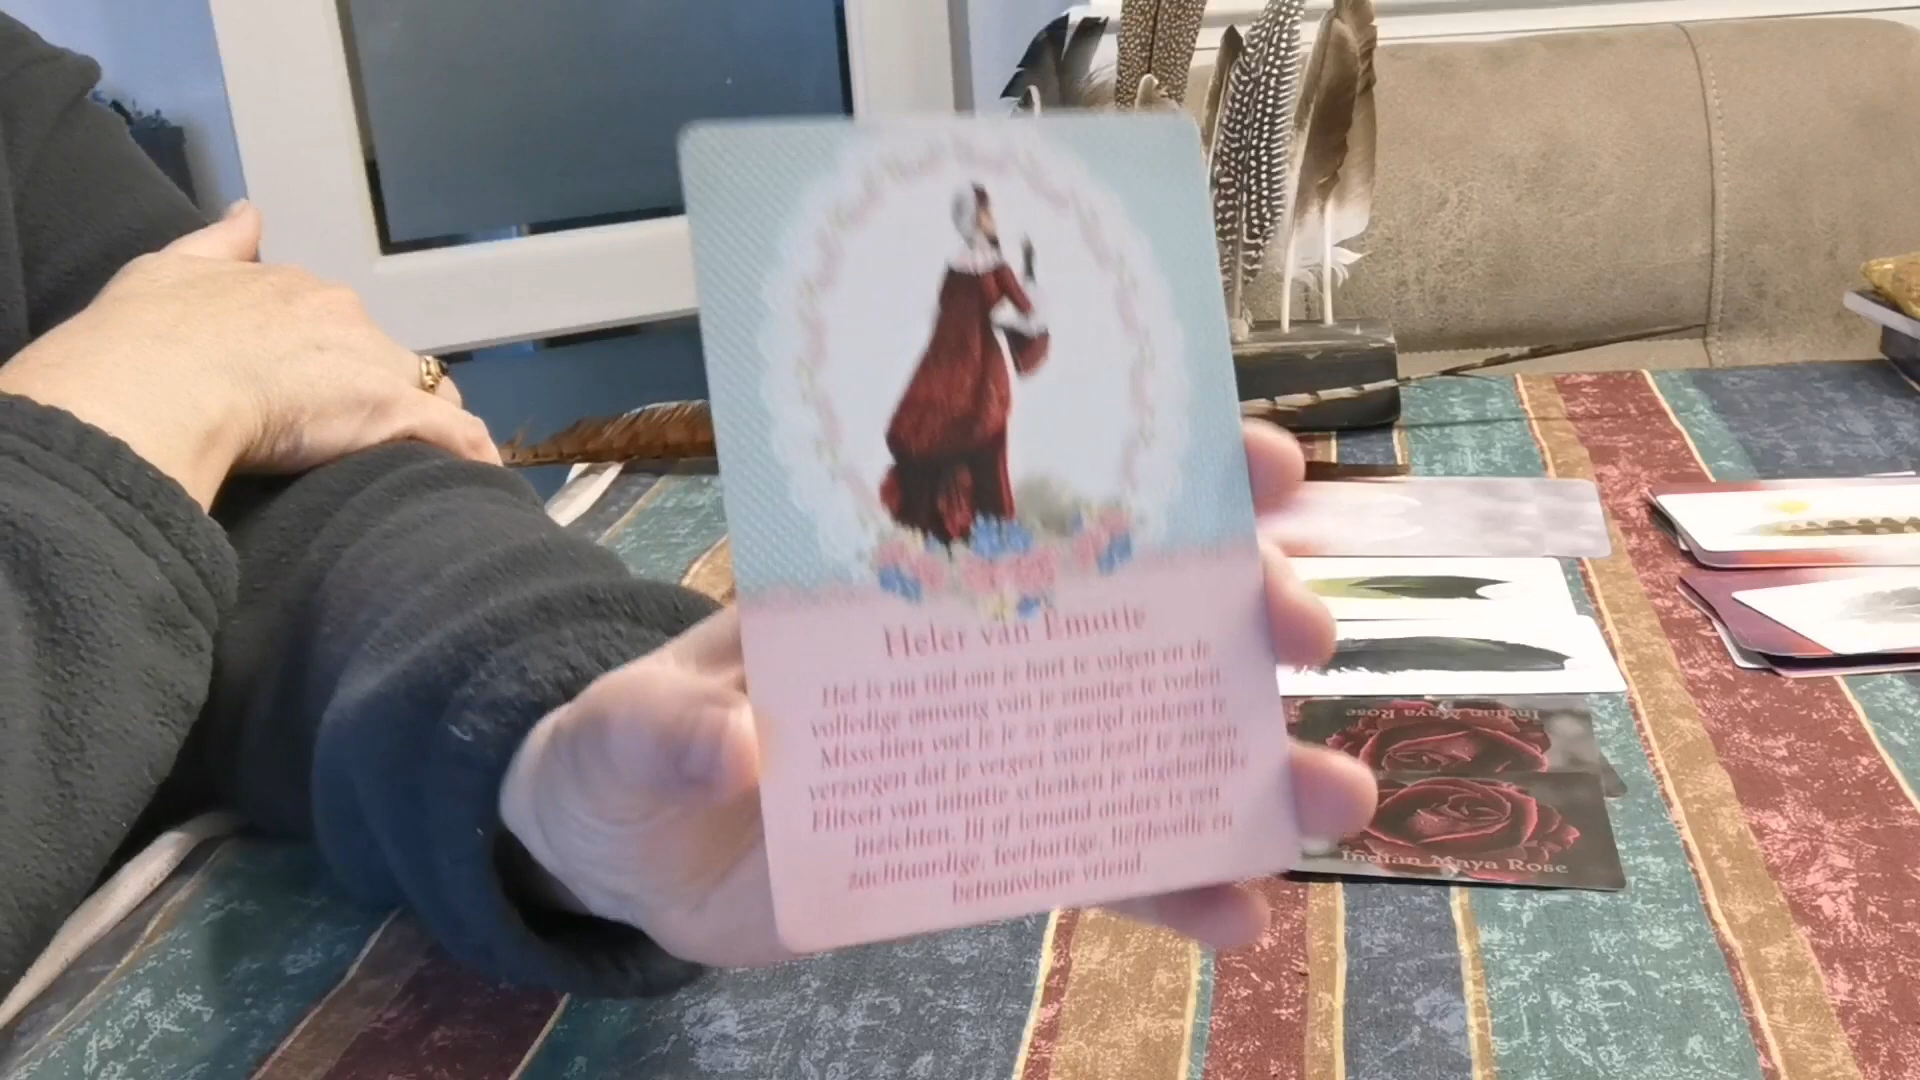 Heler van Emotie
Het is nu tijd om je hart te volgen en de
volledige omvang van je emoties te voelen.
Misschien voel je je zo geneigd anderen te
verzorgen dat je vergeet voor jezelf te zorgen.
Flitsen van intuïtie schenken je ongelooflijke
inzichten. Jij of iemand anders is een
zachtaardige, teerhartige, liefdevolle en
betrouwbare vriend.
Indian Maya Rose
Indian Maya Rose